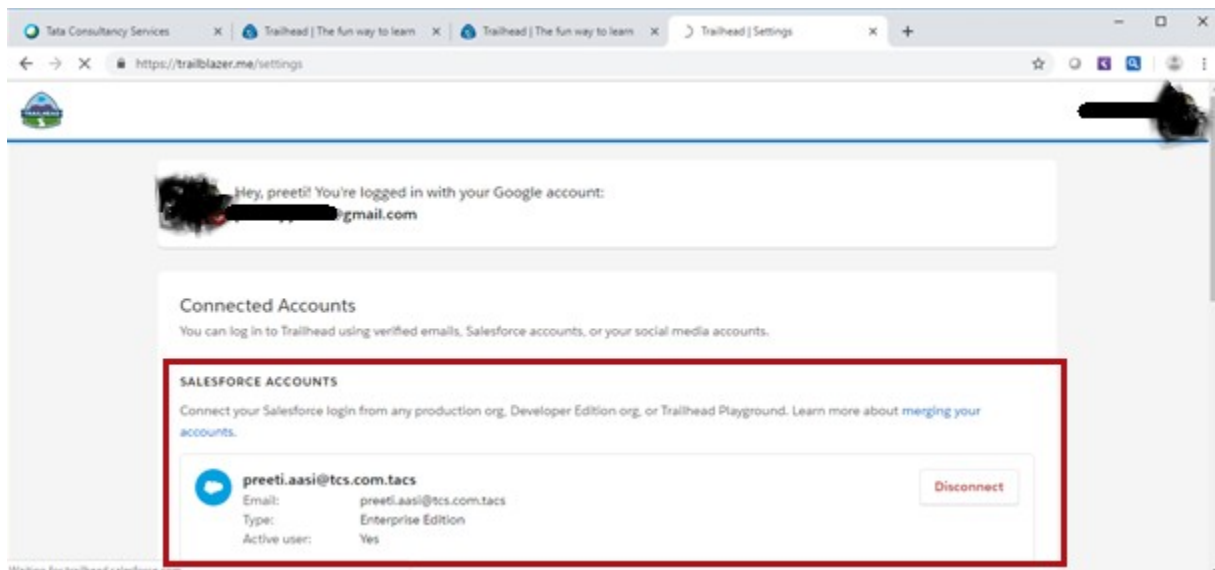 Tata Consultancy Services
Trailhead | The fun way to learn
Trailhead | The fun way to learn
Trailhead | Settings
https://trailblazer.me/settings
TRAILHEAD
Hey, preeti! You're logged in with your Google account:
@gmail.com
Connected Accounts
You can log in to Trailhead using verified emails, Salesforce accounts, or your social media accounts.
SALESFORCE ACCOUNTS
Connect your Salesforce login from any production org, Developer Edition org, or Trailhead Playground. Learn more about merging your
accounts.
preeti.aasi@tcs.com.tacs
Disconnect
Email: preeti.aasi@tcs.com.tacs
Type: Enterprise Edition
Active user: Yes